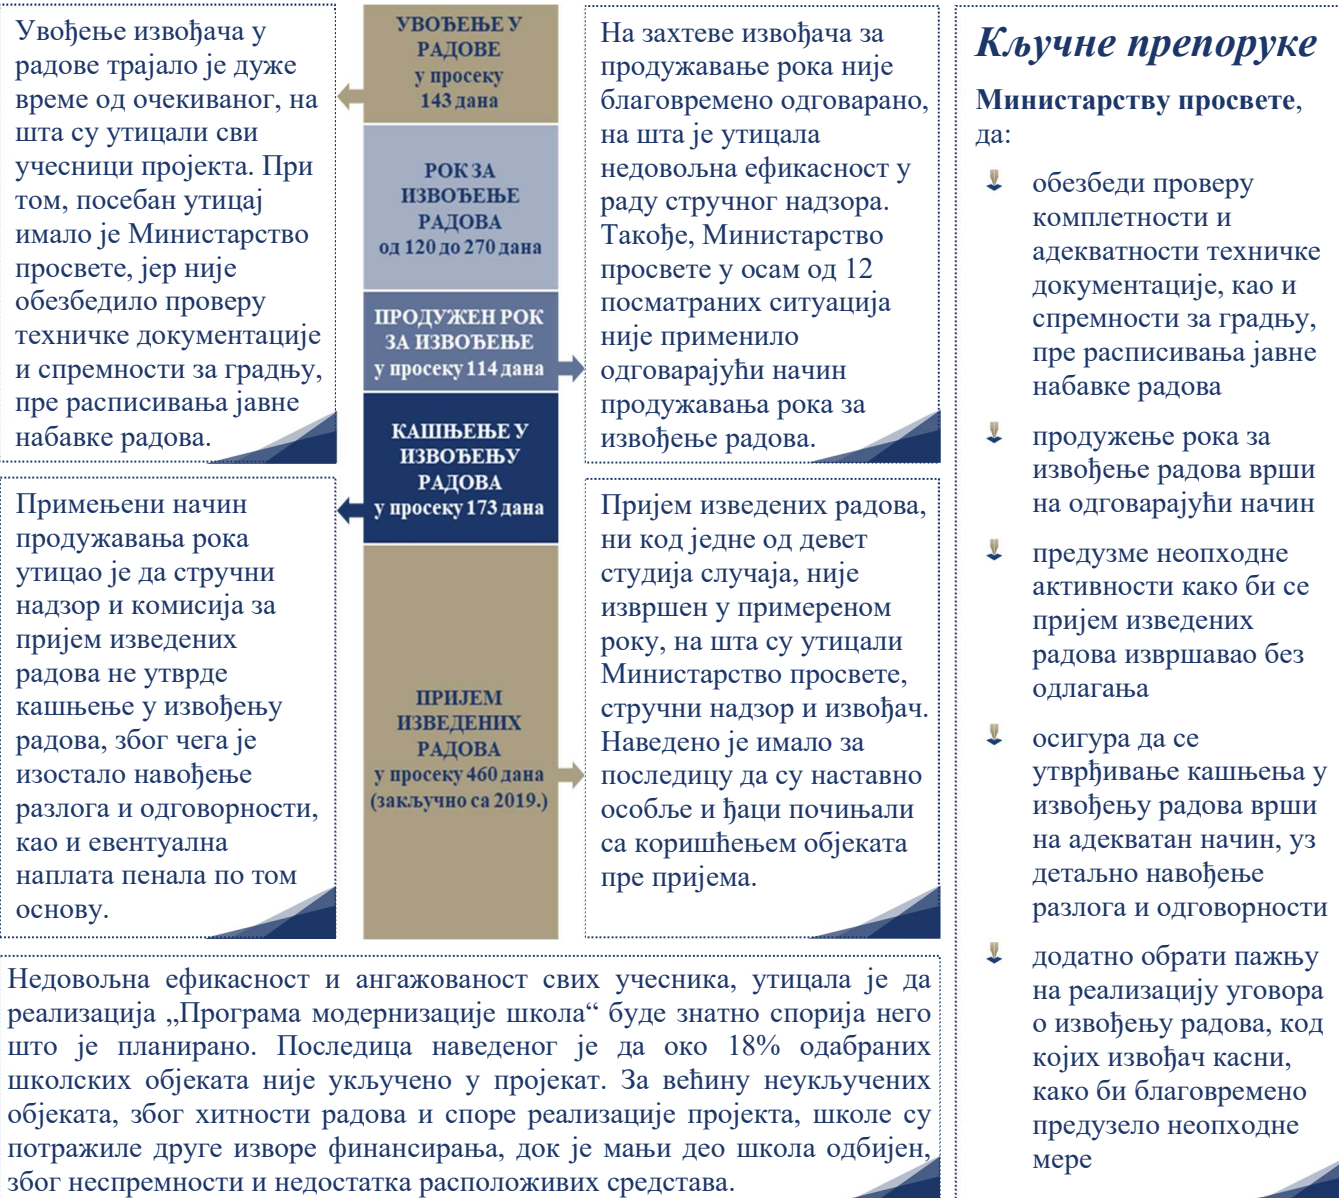 Увођење извођача у
радове трајало је дуже
време од очекиваног, на
шта су утицали сви
учесници пројекта. При
том, посебан утицај
имало је Министарство
просвете, јер није
обезбедило проверу
техничке документације
и спремности за градњу,
пре расписивања јавне
набавке радова.
УВОЂЕЊЕ У
РАДОВЕ
у просеку
143 дана
РОК ЗА
ИЗВОЂЕЊЕ
РАДОВА
од 120 до 270 дана
ПРОДУЖЕН РОК
ЗА ИЗВОЂЕЊЕ
у просеку 114 дана
КАШЊЕЊЕ У
ИЗВОЂЕЊУ
РАДОВА
у просеку 173 дана
ПРИЈЕМ
ИЗВЕДЕНИХ
РАДОВА
у просеку 460 дана
(закључно са 2019.)
На захтеве извођача за
продужавање рока није
благовремено одговарано,
на шта је утицала
недовољна ефикасност у
раду стручног надзора.
Такође, Министарство
просвете у осам од 12
посматраних ситуација
није применило
одговарајући начин
продужавања рока за
извођење радова.
Примењени начин
продужавања рока
утицао је да стручни
надзор и комисија за
пријем изведених
радова не утврде
кашњење у извођењу
радова, због чега је
изостало навођење
разлога и одговорности,
као и евентуална
наплата пенала по том
основу.
Пријем изведених радова,
ни код једне од девет
студија случаја, није
извршен у примереном
року, на шта су утицали
Министарство просвете,
стручни надзор и извођач.
Наведено је имало за
последицу да су наставно
особље и ђаци почињали
са коришћењем објеката
пре пријема.
Недовољна ефикасност и ангажованост свих учесника, утицала је да
реализација „Програма модернизације школа“ буде знатно спорија него
што је планирано. Последица наведеног је да око 18% одабраних
школских објеката није укључено у пројекат. За већину неукључених
објеката, због хитности радова и споре реализације пројекта, школе су
потражиле друге изворе финансирања, док је мањи део школа одбијен,
због неспремности и недостатка расположивих средстава.
Кључне препоруке
Министарству просвете,
да:
обезбеди проверу
комплетности и
адекватности техничке
документације, као и
спремности за градњу,
пре расписивања јавне
набавке радова
продужење рока за
извођење радова врши
на одговарајући начин
предузме неопходне
активности како би се
пријем изведених
радова извршавао без
одлагања
осигура да се
утврђивање кашњења у
извођењу радова врши
на адекватан начин, уз
детаљно навођење
разлога и одговорности
додатно обрати пажњу
на реализацију уговора
о извођењу радова, код
којих извођач касни,
како би благовремено
предузело неопходне
мере